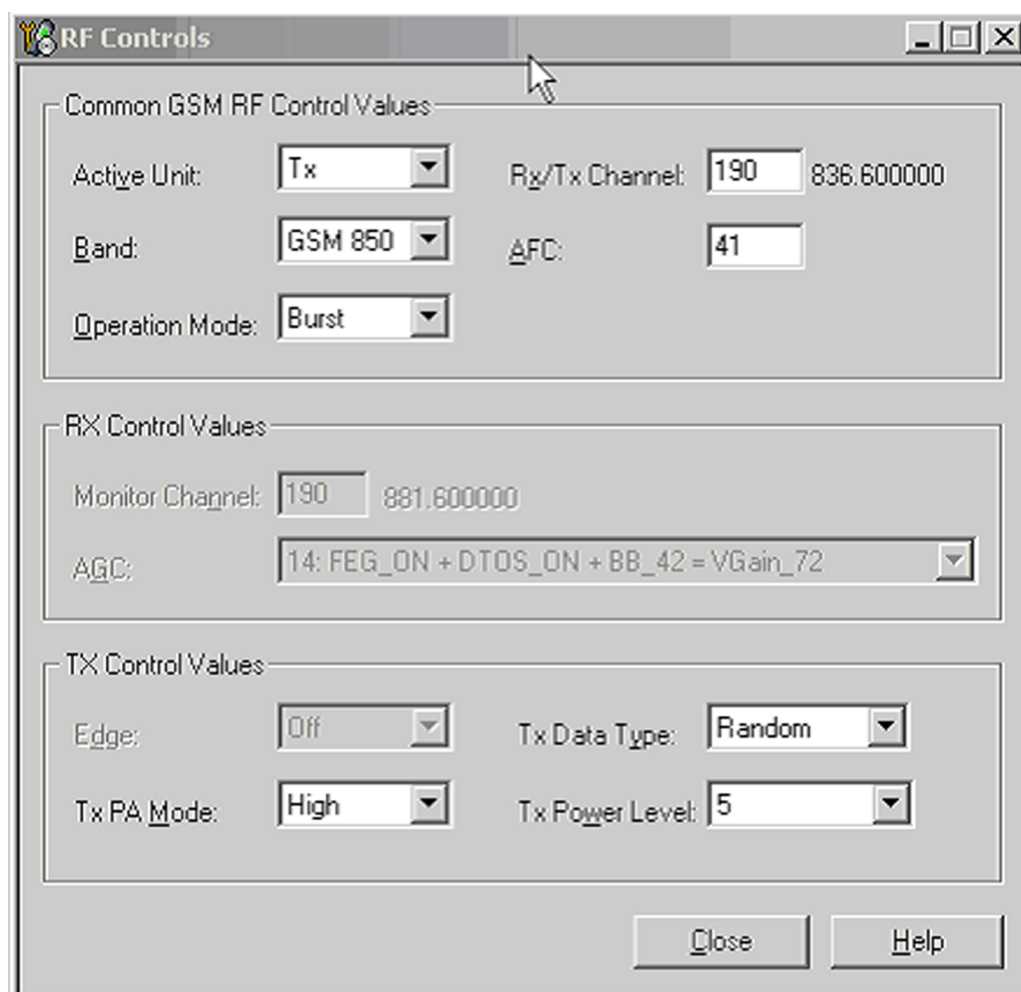 RF Controls
Common GSM RF Control Values
Active Unit: Tx Rx/Tx Channel: 190 836.600000
Band: GSM 850 AFC: 41
Operation Mode: Burst
RX Control Values
Monitor Channel: 190 881.600000
AGC: 14: FEG_ON + DTOS_ON + BB_42 = VGain_72
TX Control Values
Edge: Off Tx Data Type: Random
Tx PA Mode: High Tx Power Level: 5
Close Help